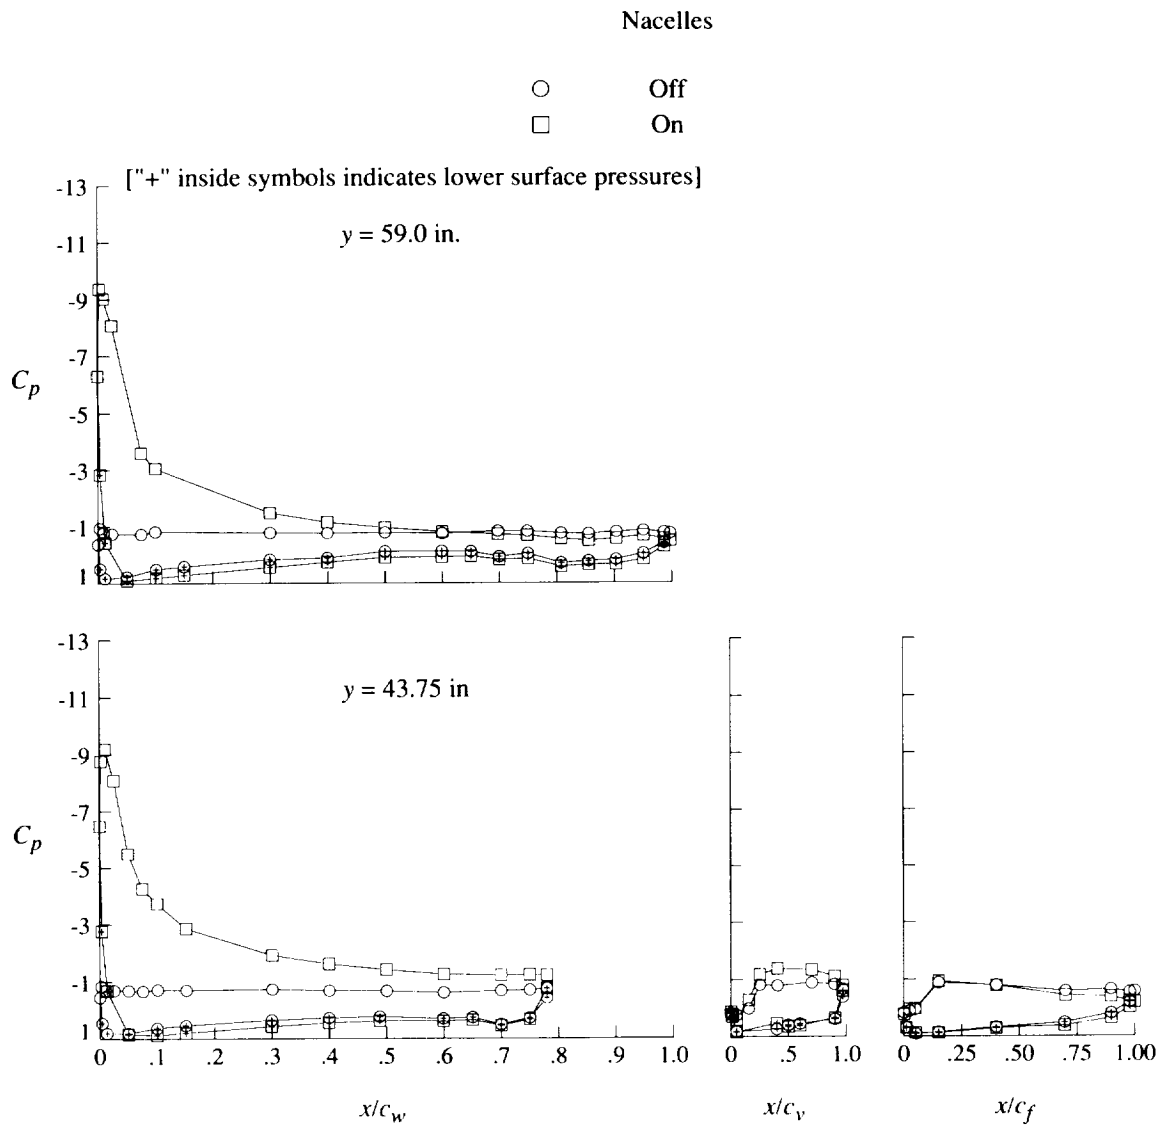 Nacelles
○ Off
□ On
["+" inside symbols indicates lower surface pressures]
y = 59.0 in.
-13
-11
-9
-7
-5
-3
-1
1
C_p
y = 43.75 in
-13
-11
-9
-7
-5
-3
-1
1
C_p
0 .1 .2 .3 .4 .5 .6 .7 .8 .9 1.0
0 .5 1.0
0 .25 .50 .75 1.00
x/c_w
x/c_v
x/c_f